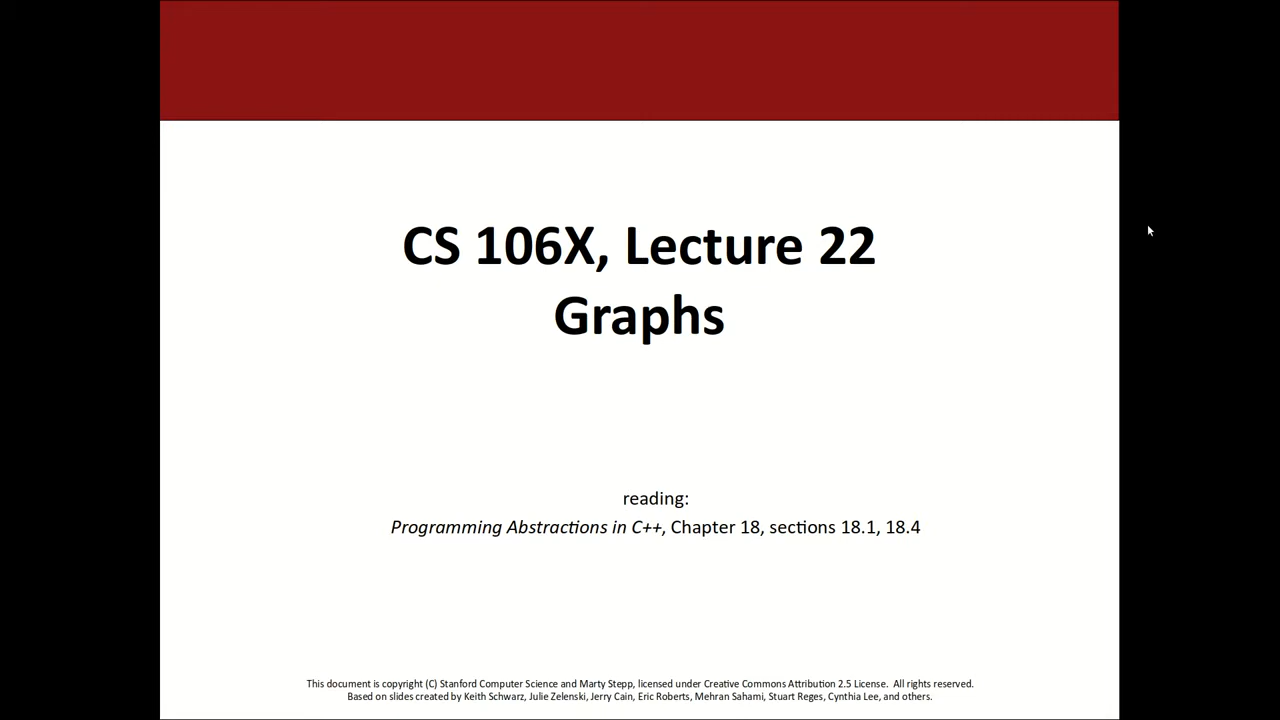 CS 106X, Lecture 22
Graphs
reading:
Programming Abstractions in C++, Chapter 18, sections 18.1, 18.4
This document is copyright (C) Stanford Computer Science and Marty Stepp, licensed under Creative Commons Attribution 2.5 License.  All rights reserved.
Based on slides created by Keith Schwarz, Julie Zelenski, Jerry Cain, Eric Roberts, Mehran Sahami, Stuart Reges, Cynthia Lee, and others.